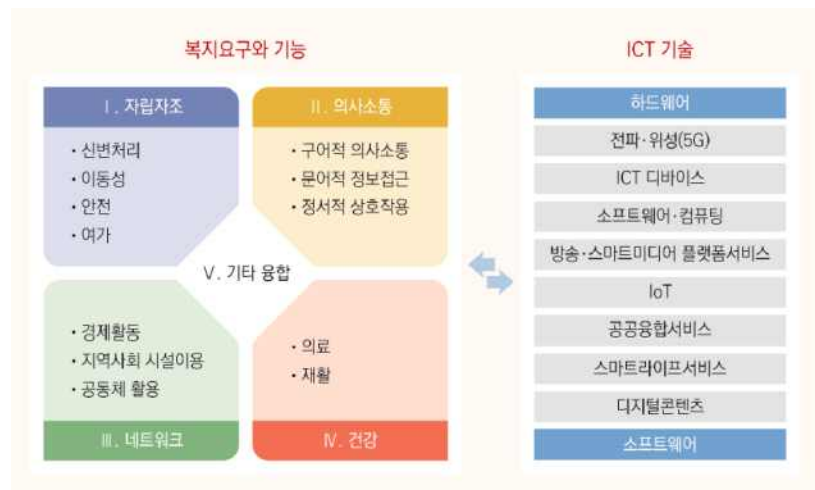 복지요구와 기능
Ⅰ. 자립자조
· 신변처리
· 이동성
· 안전
· 여가
Ⅱ. 의사소통
· 구어적 의사소통
· 문어적 정보접근
· 정서적 상호작용
Ⅴ. 기타 융합
· 경제활동
· 지역사회 시설이용
· 공동체 활용
Ⅲ. 네트워크
· 의료
· 재활
Ⅳ. 건강
ICT 기술
하드웨어
전파·위성(5G)
ICT 디바이스
소프트웨어·컴퓨팅
방송·스마트미디어 플랫폼서비스
IoT
공공융합서비스
스마트라이프서비스
디지털콘텐츠
소프트웨어